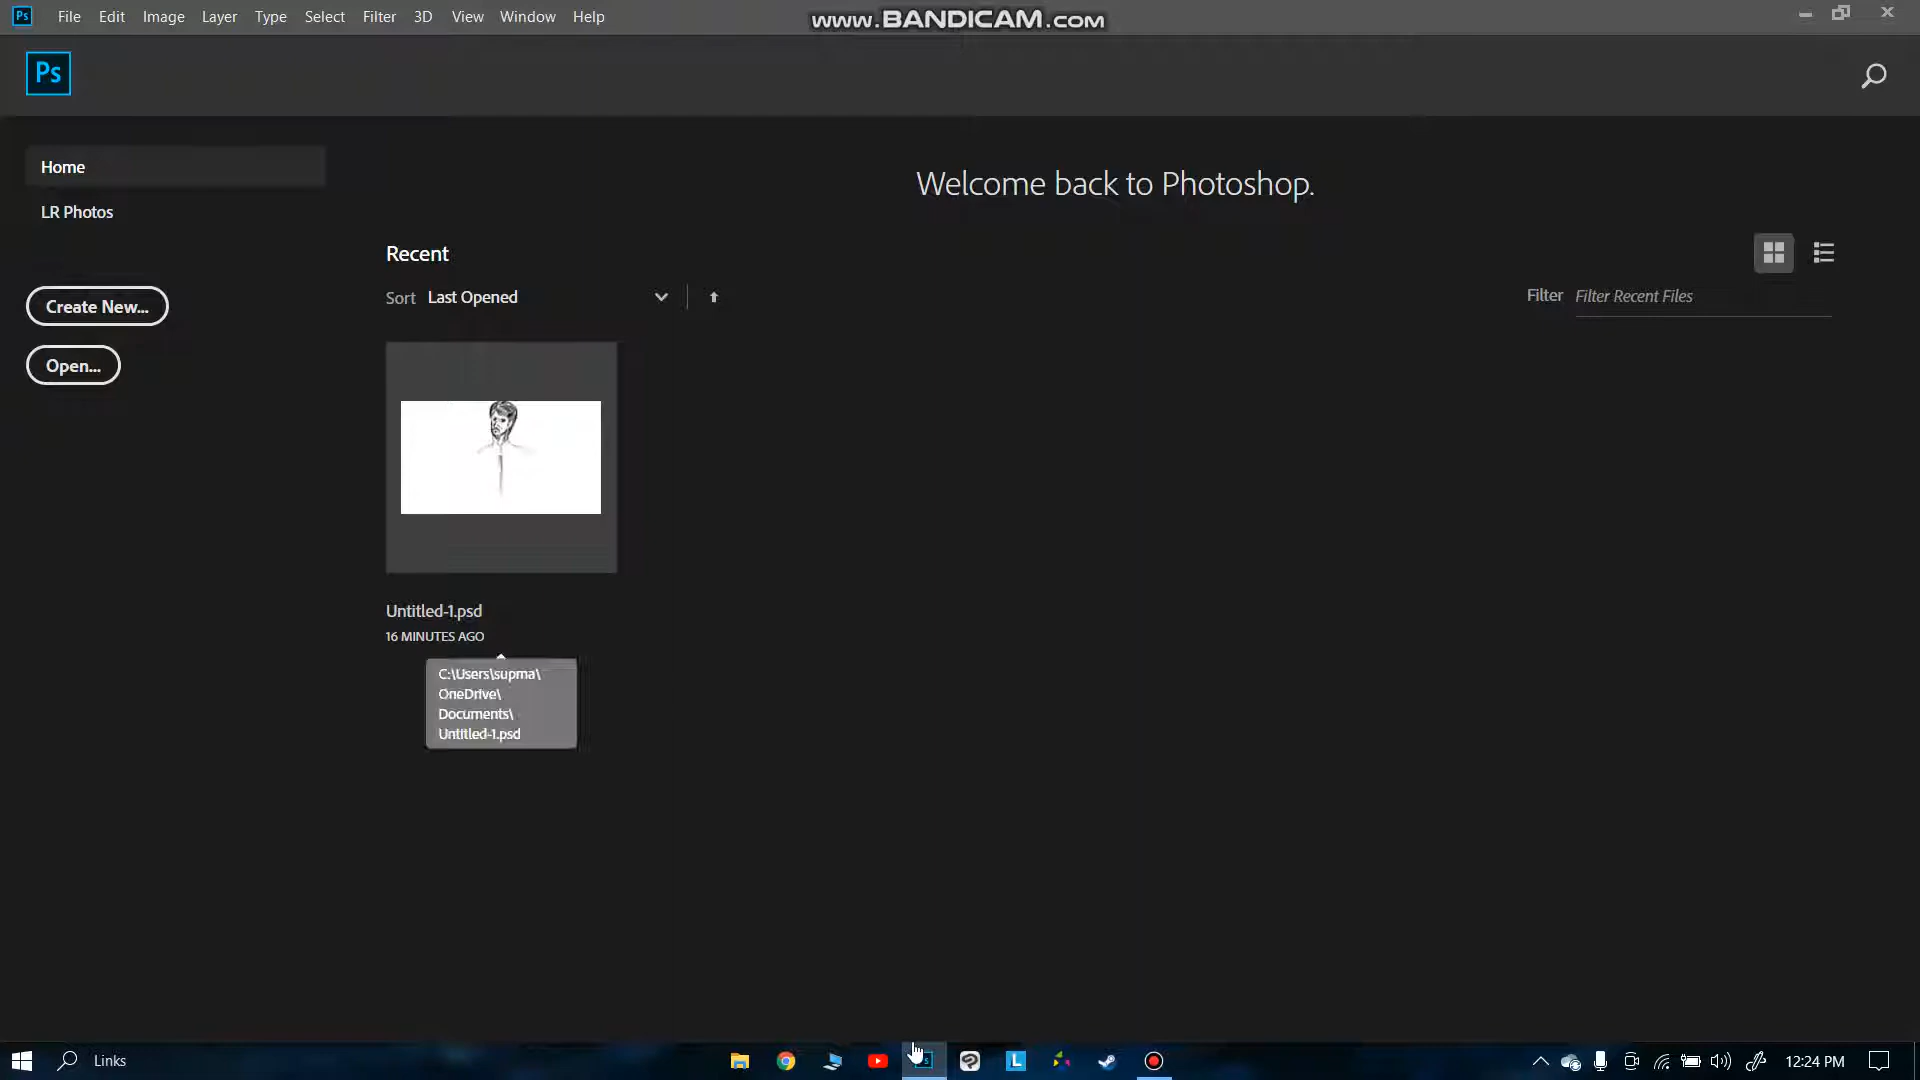 Ps File Edit Image Layer Type Select Filter 3D View Window Help
www.BANDICAM.com
Ps
Home
LR Photos
Welcome back to Photoshop.
Recent
Sort Last Opened
Filter Filter Recent Files
Create New...
Open...
Untitled-1.psd
16 MINUTES AGO
C:\Users\supma\
OneDrive\
Documents\
Untitled-1.psd
Links
L
12:24 PM